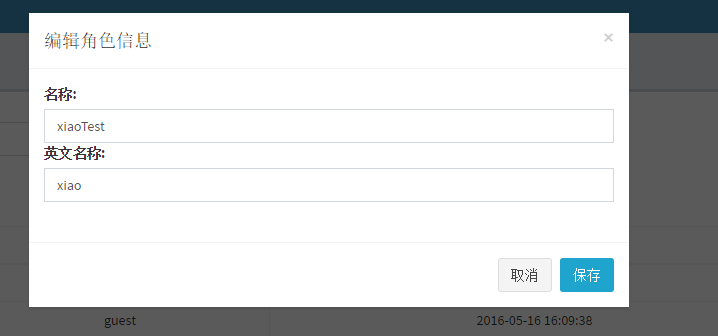 编辑角色信息 ×
名称:
xiaoTest
英文名称:
xiao
取消 保存
guest 2016-05-16 16:09:38